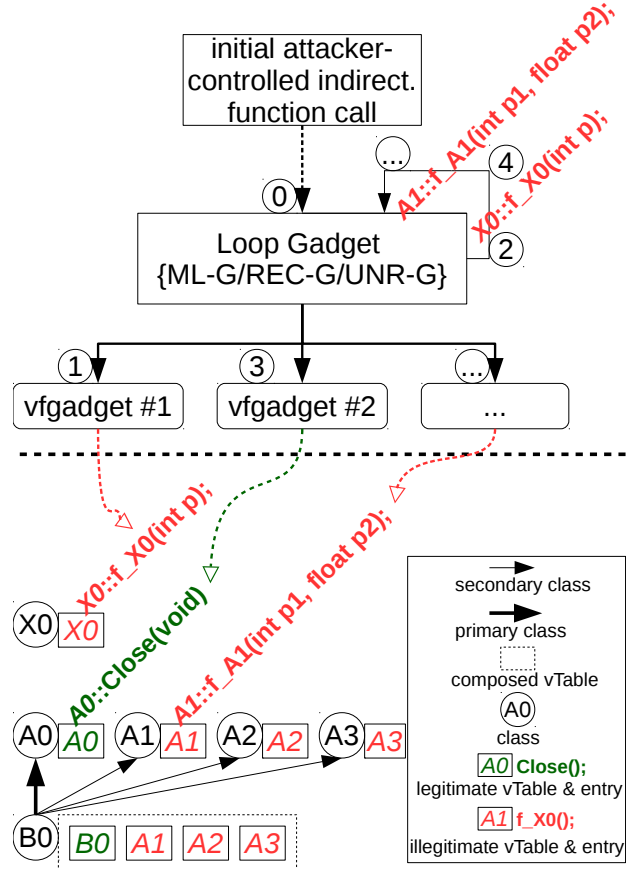 initial attacker-
controlled indirect.
function call
...
4
A1::f_A1(int p1, float p2);
X0::f_X0(int p);
0
2
Loop Gadget
{ML-G/REC-G/UNR-G}
1
3
...
vfgadget #1
vfgadget #2
...
X0::f_X0(int p);
A0::Close(void)
A1::f_A1(int p1, float p2);
X0
X0
A0
A0
A1
A1
A2
A2
A3
A3
B0
B0
A1
A2
A3
secondary class
primary class
composed vTable
A0
class
A0 Close();
legitimate vTable & entry
A1 f_X0();
illegitimate vTable & entry